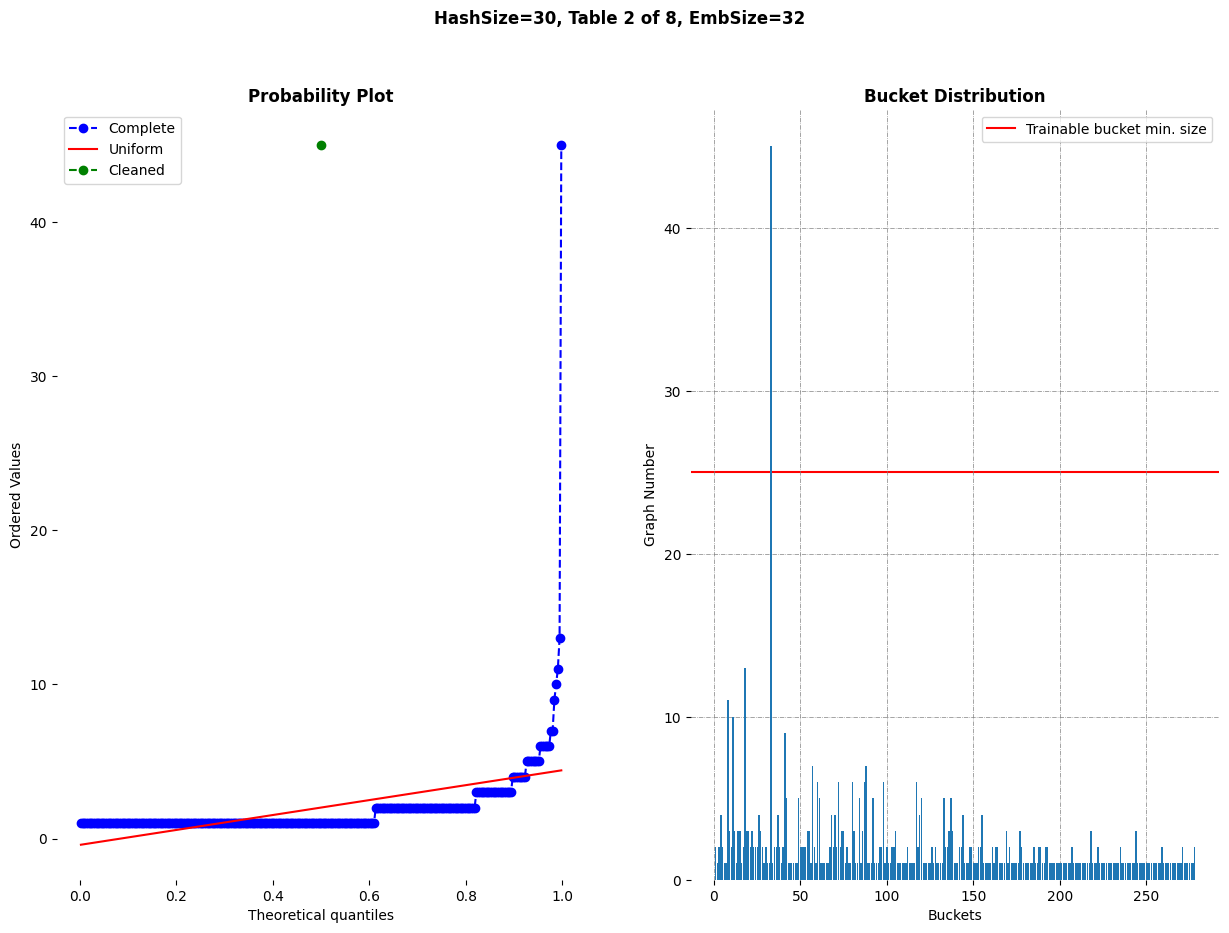 HashSize=30, Table 2 of 8, EmbSize=32
Probability Plot
Complete
Uniform
Cleaned
40
30
20
10
0
Ordered Values
0.0 0.2 0.4 0.6 0.8 1.0
Theoretical quantiles
Bucket Distribution
Trainable bucket min. size
40
30
20
10
0
Graph Number
0 50 100 150 200 250
Buckets